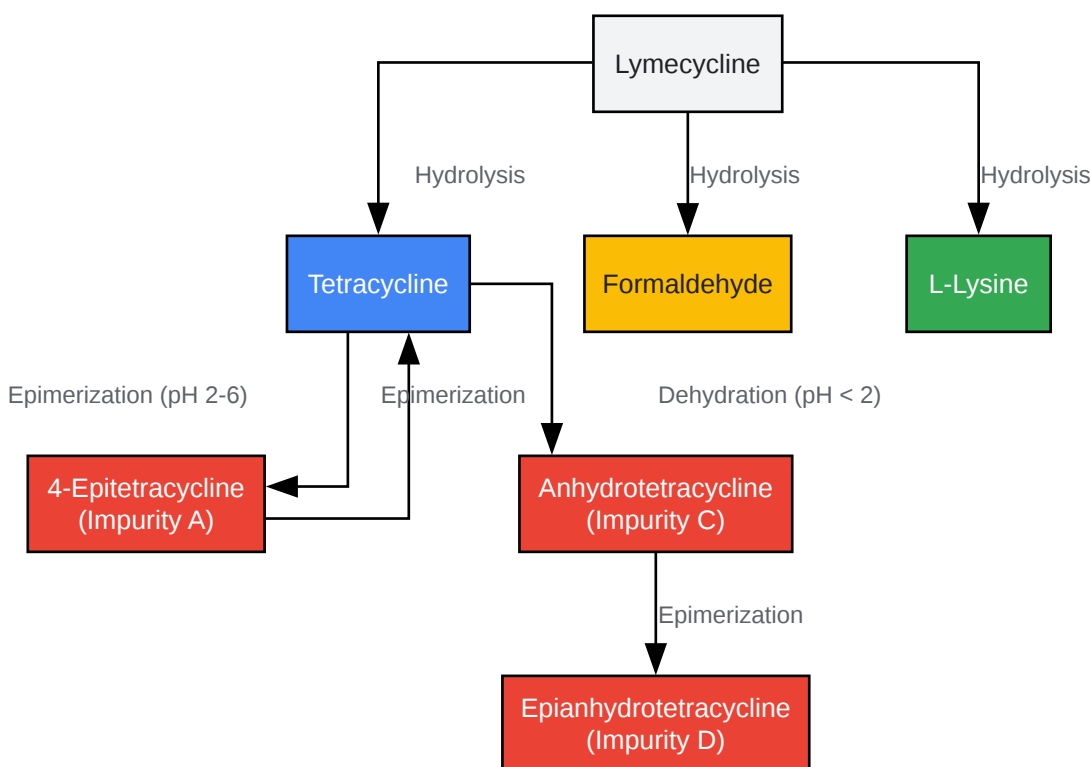 Lymecycline
Hydrolysis
Hydrolysis
Hydrolysis
Tetracycline
Formaldehyde
L-Lysine
Epimerization (pH 2-6)
Epimerization
Dehydration (pH < 2)
4-Epitetracycline
(Impurity A)
Anhydrotetracycline
(Impurity C)
Epimerization
Epianhydrotetracycline
(Impurity D)